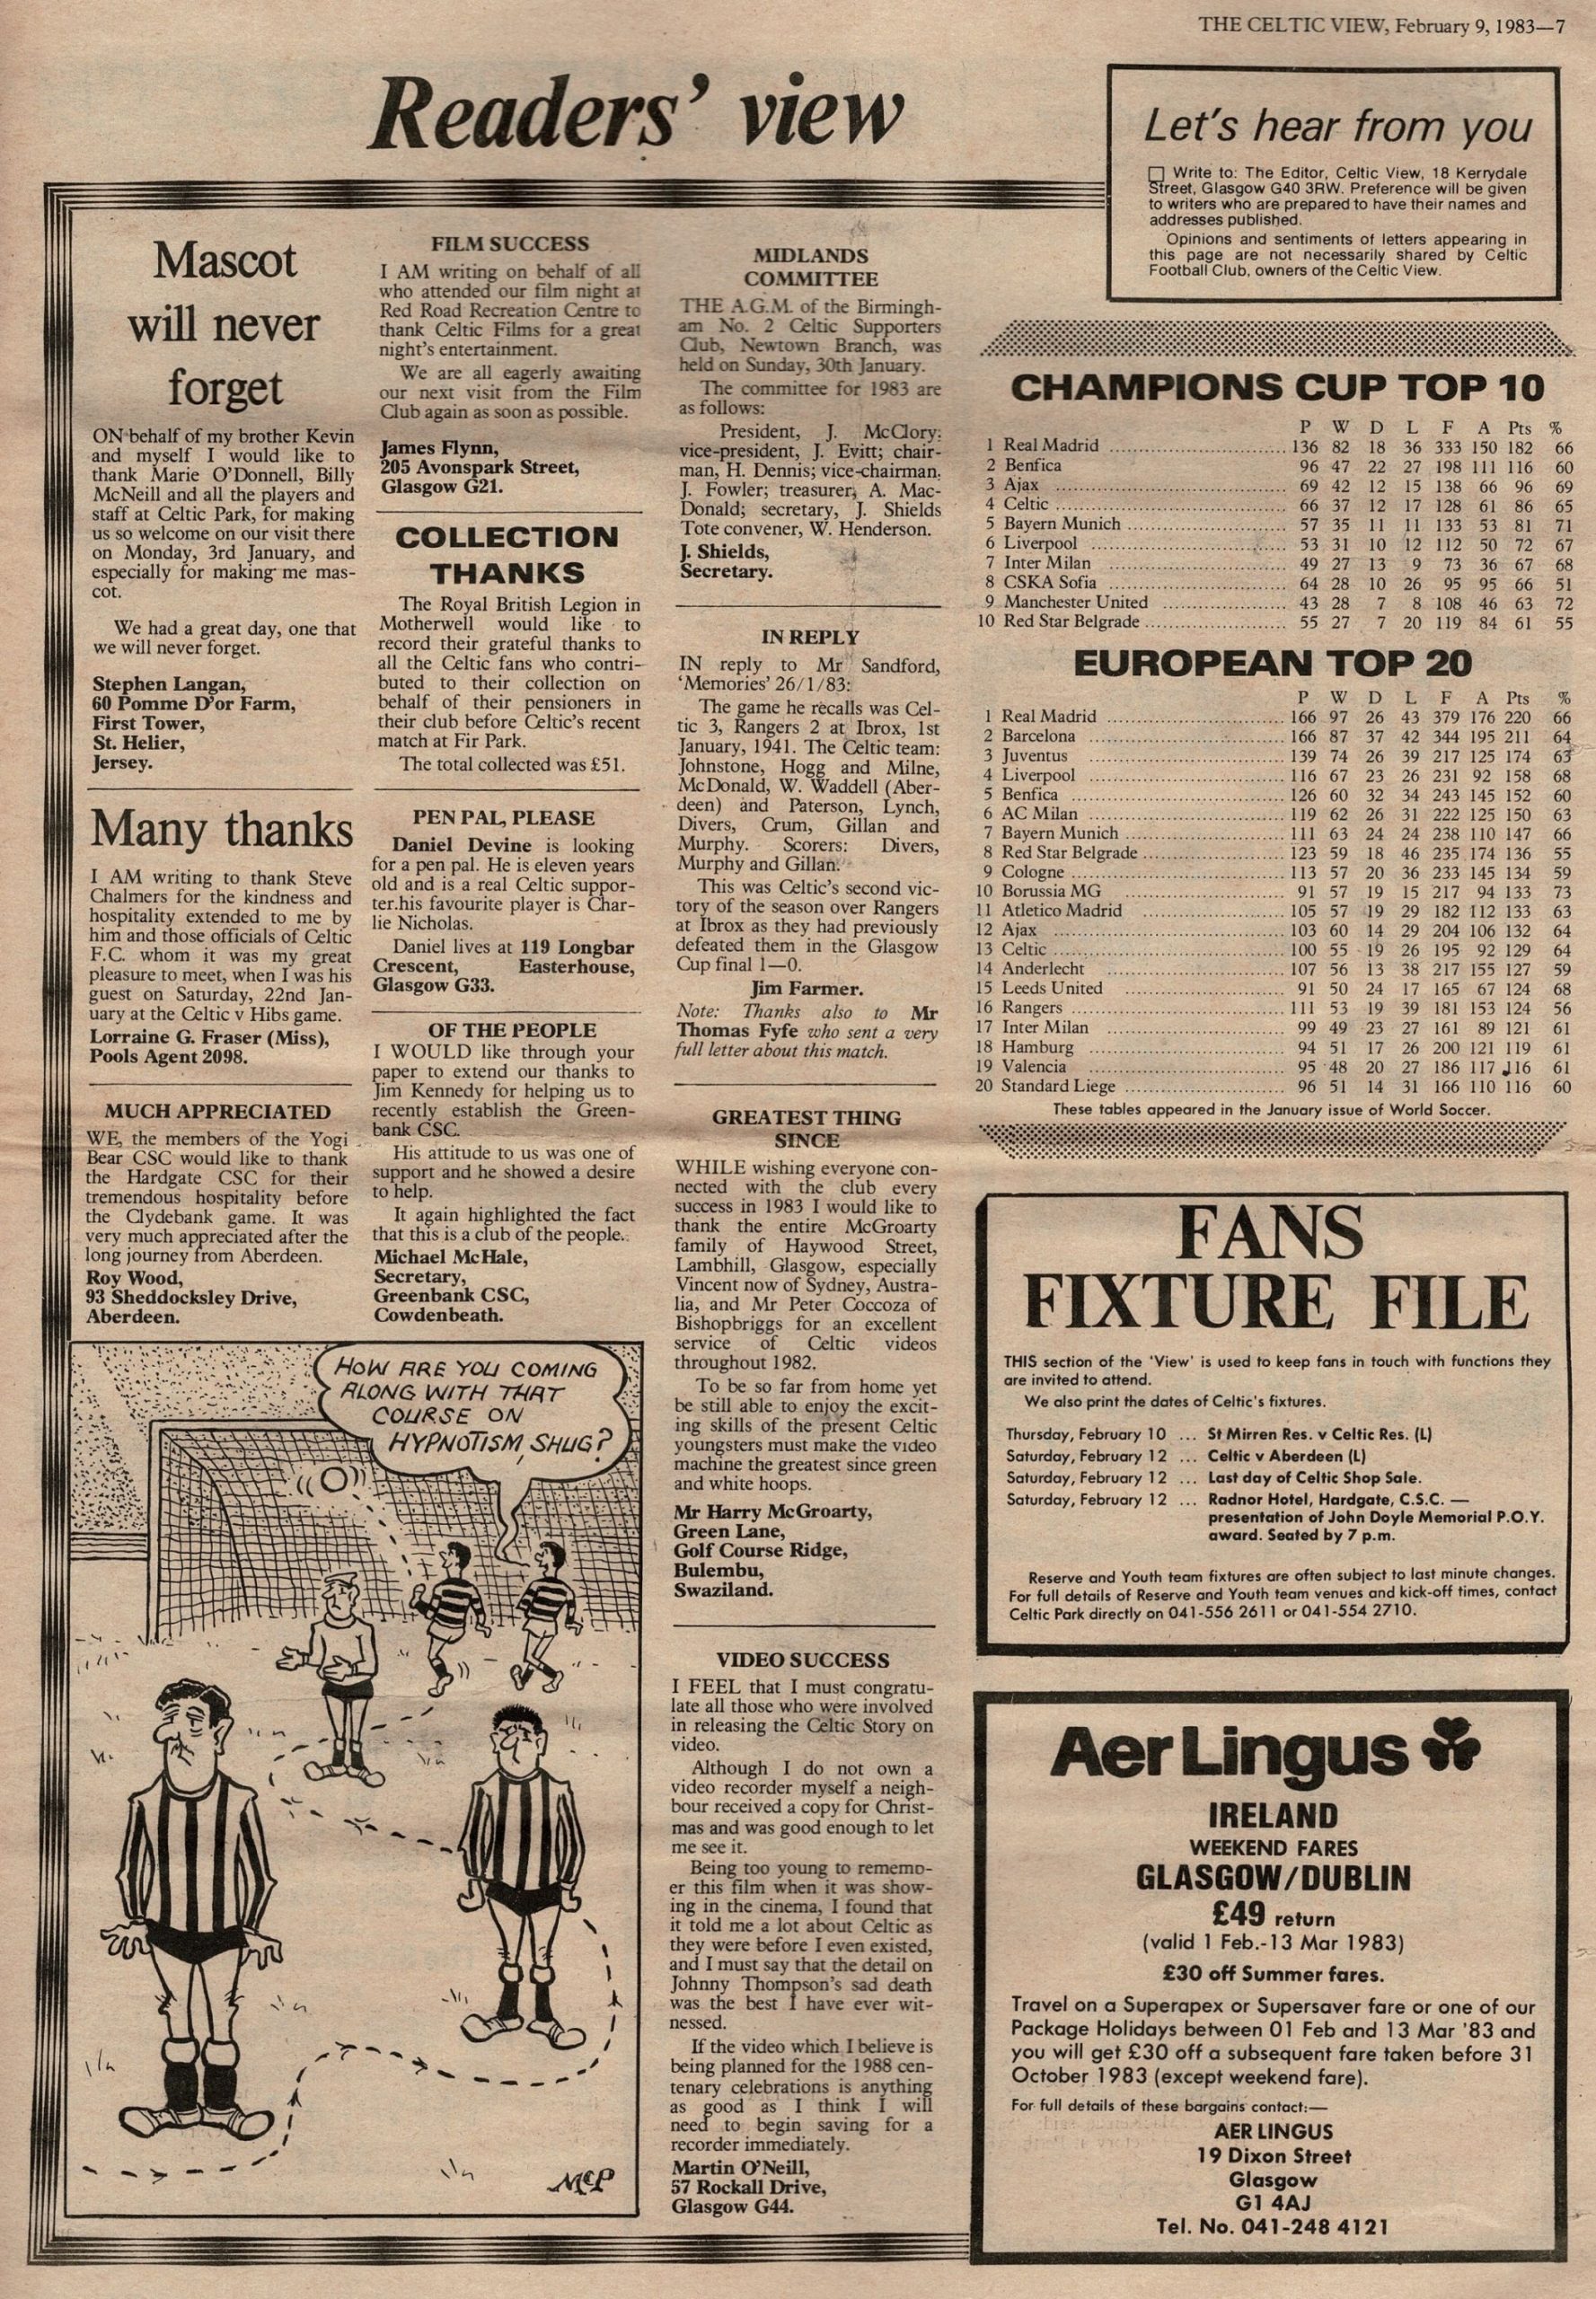 THE CELTIC VIEW, February 9, 1983—7
Readers' view
Let's hear from you
☐ Write to: The Editor, Celtic View, 18 Kerrydale
Street, Glasgow G40 3RW. Preference will be given
to writers who are prepared to have their names and
addresses published.
Opinions and sentiments of letters appearing in
this page are not necessarily shared by Celtic
Football Club, owners of the Celtic View.
Mascot
will never
forget
ON behalf of my brother Kevin
and myself I would like to
thank Marie O'Donnell, Billy
McNeill and all the players and
staff at Celtic Park, for making
us so welcome on our visit there
on Monday, 3rd January, and
especially for making me mas-
cot.
We had a great day, one that
we will never forget.
Stephen Langan,
60 Pomme D'or Farm,
First Tower,
St. Helier,
Jersey.
Many thanks
I AM writing to thank Steve
Chalmers for the kindness and
hospitality extended to me by
him and those officials of Celtic
F.C. whom it was my great
pleasure to meet, when I was his
guest on Saturday, 22nd Jan-
uary at the Celtic v Hibs game.
Lorraine G. Fraser (Miss),
Pools Agent 2098.
MUCH APPRECIATED
WE, the members of the Yogi
Bear CSC would like to thank
the Hardgate CSC for their
tremendous hospitality before
the Clydebank game. It was
very much appreciated after the
long journey from Aberdeen.
Roy Wood,
93 Sheddocksley Drive,
Aberdeen.
FILM SUCCESS
I AM writing on behalf of all
who attended our film night at
Red Road Recreation Centre to
thank Celtic Films for a great
night's entertainment.
We are all eagerly awaiting
our next visit from the Film
Club again as soon as possible.
James Flynn,
205 Avonspark Street,
Glasgow G21.
COLLECTION
THANKS
The Royal British Legion in
Motherwell would like to
record their grateful thanks to
all the Celtic fans who contri-
buted to their collection on
behalf of their pensioners in
their club before Celtic's recent
match at Fir Park.
The total collected was £51.
PEN PAL, PLEASE
Daniel Devine is looking
for a pen pal. He is eleven years
old and is a real Celtic suppor-
ter.his favourite player is Char-
lie Nicholas.
Daniel lives at 119 Longbar
Crescent, Easterhouse,
Glasgow G33.
OF THE PEOPLE
I WOULD like through your
paper to extend our thanks to
Jim Kennedy for helping us to
recently establish the Green-
bank CSC.
His attitude to us was one of
support and he showed a desire
to help.
It again highlighted the fact
that this is a club of the people.
Michael McHale,
Secretary,
Greenbank CSC,
Cowdenbeath.
HOW ARE YOU COMING
ALONG WITH THAT
COURSE ON
HYPNOTISM, SHUG?
McP
MIDLANDS
COMMITTEE
THE A.G.M. of the Birmingh-
am No. 2 Celtic Supporters
Club, Newtown Branch, was
held on Sunday, 30th January.
The committee for 1983 are
as follows:
President, J. McClory;
vice-president, J. Evitt; chair-
man, H. Dennis; vice-chairman.
J. Fowler; treasurer, A. Mac-
Donald; secretary, J. Shields
Tote convener, W. Henderson.
J. Shields,
Secretary.
IN REPLY
IN reply to Mr Sandford,
'Memories' 26/1/83:
The game he recalls was Cel-
tic 3, Rangers 2 at Ibrox, 1st
January, 1941. The Celtic team:
Johnstone, Hogg and Milne,
McDonald, W. Waddell (Aber-
deen) and Paterson, Lynch,
Divers, Crum, Gillan and
Murphy. Scorers: Divers,
Murphy and Gillan.
This was Celtic's second vic-
tory of the season over Rangers
at Ibrox as they had previously
defeated them in the Glasgow
Cup final 1—0.
Jim Farmer.
Note: Thanks also to Mr
Thomas Fyfe who sent a very
full letter about this match.
GREATEST THING
SINCE
WHILE wishing everyone con-
nected with the club every
success in 1983 I would like to
thank the entire McGroarty
family of Haywood Street,
Lambhill, Glasgow, especially
Vincent now of Sydney, Austra-
lia, and Mr Peter Coccoza of
Bishopbriggs for an excellent
service of Celtic videos
throughout 1982.
To be so far from home yet
be still able to enjoy the excit-
ing skills of the present Celtic
youngsters must make the video
machine the greatest since green
and white hoops.
Mr Harry McGroarty,
Green Lane,
Golf Course Ridge,
Bulembu,
Swaziland.
VIDEO SUCCESS
I FEEL that I must congratu-
late all those who were involved
in releasing the Celtic Story on
video.
Although I do not own a
video recorder myself a neigh-
bour received a copy for Christ-
mas and was good enough to let
me see it.
Being too young to rememo-
er this film when it was show-
ing in the cinema, I found that
it told me a lot about Celtic as
they were before I even existed,
and I must say that the detail on
Johnny Thompson's sad death
was the best I have ever wit-
nessed.
If the video which I believe is
being planned for the 1988 cen-
tenary celebrations is anything
as good as I think I will
need to begin saving for a
recorder immediately.
Martin O'Neill,
57 Rockall Drive,
Glasgow G44.
CHAMPIONS CUP TOP 10
P W D L F A Pts %
1 Real Madrid 136 82 18 36 333 150 182 66
2 Benfica 96 47 22 27 198 111 116 60
3 Ajax 69 42 12 15 138 66 96 69
4 Celtic 66 37 12 17 128 61 86 65
5 Bayern Munich 57 35 11 11 133 53 81 71
6 Liverpool 53 31 10 12 112 50 72 67
7 Inter Milan 49 27 13 9 73 36 67 68
8 CSKA Sofia 64 28 10 26 95 95 66 51
9 Manchester United 43 28 7 8 108 46 63 72
10 Red Star Belgrade 55 27 7 20 119 84 61 55
EUROPEAN TOP 20
P W D L F A Pts %
1 Real Madrid 166 97 26 43 379 176 220 66
2 Barcelona 166 87 37 42 344 195 211 64
3 Juventus 139 74 26 39 217 125 174 63
4 Liverpool 116 67 23 26 231 92 158 68
5 Benfica 126 60 32 34 243 145 152 60
6 AC Milan 119 62 26 31 222 125 150 63
7 Bayern Munich 111 63 24 24 238 110 147 66
8 Red Star Belgrade 123 59 18 46 235 174 136 55
9 Cologne 113 57 20 36 233 145 134 59
10 Borussia MG 91 57 19 15 217 94 133 73
11 Atletico Madrid 105 57 19 29 182 112 133 63
12 Ajax 103 60 14 29 204 106 132 64
13 Celtic 100 55 19 26 195 92 129 64
14 Anderlecht 107 56 13 38 217 155 127 59
15 Leeds United 91 50 24 17 165 67 124 68
16 Rangers 111 53 19 39 181 153 124 56
17 Inter Milan 99 49 23 27 161 89 121 61
18 Hamburg 94 51 17 26 200 121 119 61
19 Valencia 95 48 20 27 186 117 116 61
20 Standard Liege 96 51 14 31 166 110 116 60
These tables appeared in the January issue of World Soccer.
FANS
FIXTURE FILE
THIS section of the 'View' is used to keep fans in touch with functions they
are invited to attend.
We also print the dates of Celtic's fixtures.
Thursday, February 10 ... St Mirren Res. v Celtic Res. (L)
Saturday, February 12 ... Celtic v Aberdeen (L)
Saturday, February 12 ... Last day of Celtic Shop Sale.
Saturday, February 12 ... Radnor Hotel, Hardgate, C.S.C. —
presentation of John Doyle Memorial P.O.Y.
award. Seated by 7 p.m.
Reserve and Youth team fixtures are often subject to last minute changes.
For full details of Reserve and Youth team venues and kick-off times, contact
Celtic Park directly on 041-556 2611 or 041-554 2710.
Aer Lingus
IRELAND
WEEKEND FARES
GLASGOW/DUBLIN
£49 return
(valid 1 Feb.-13 Mar 1983)
£30 off Summer fares.
Travel on a Superapex or Supersaver fare or one of our
Package Holidays between 01 Feb and 13 Mar '83 and
you will get £30 off a subsequent fare taken before 31
October 1983 (except weekend fare).
For full details of these bargains contact:—
AER LINGUS
19 Dixon Street
Glasgow
G1 4AJ
Tel. No. 041-248 4121